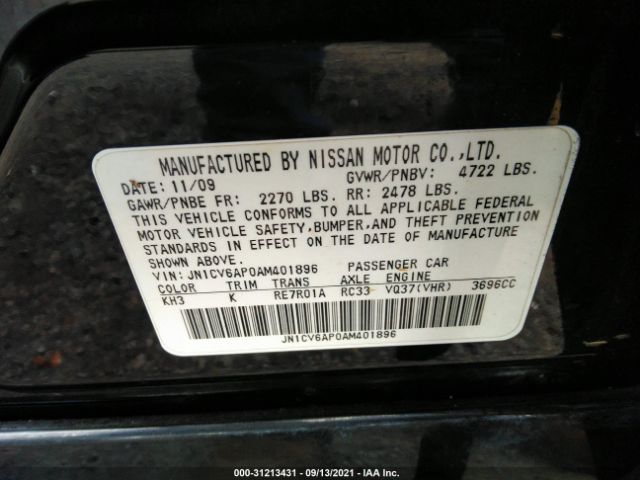 MANUFACTURED BY NISSAN MOTOR CO.,LTD.
DATE: 11/09 GVWR/PNBV: 4722 LBS.
GAWR/PNBE FR: 2270 LBS. RR: 2478 LBS.
THIS VEHICLE CONFORMS TO ALL APPLICABLE FEDERAL
MOTOR VEHICLE SAFETY,BUMPER,AND THEFT PREVENTION
STANDARDS IN EFFECT ON THE DATE OF MANUFACTURE
SHOWN ABOVE.
VIN: JN1CV6AP0AM401896 PASSENGER CAR
COLOR TRIM TRANS AXLE ENGINE
KH3 K RE7R01A RC33 VQ37(VHR) 3696CC
JN1CV6AP0AM401896
000-31213431 - 09/13/2021 - IAA Inc.